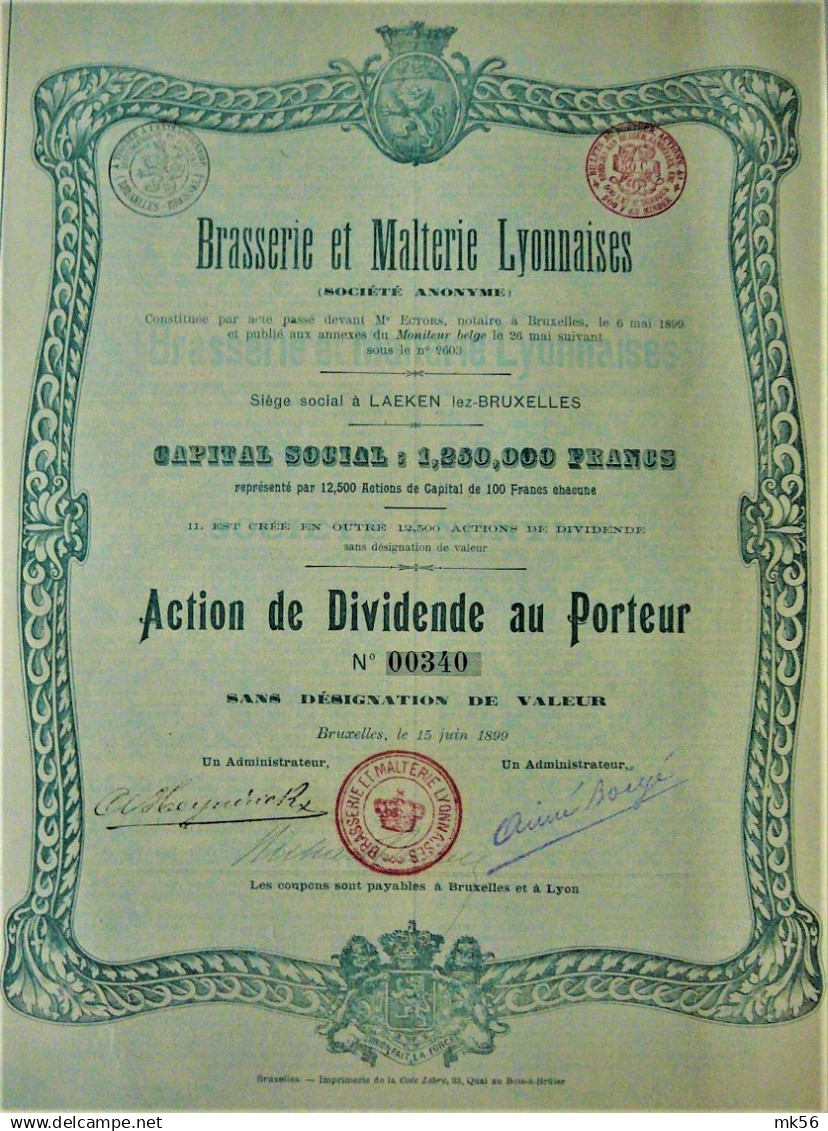 Brasserie et Malterie Lyonnaises
(SOCIÉTÉ ANONYME)
Constituée par acte passé devant Me ECTORS, notaire à Bruxelles, le 6 mai 1899
et publié aux annexes du Moniteur belge le 26 mai suivant
sous le no 2603
Brasserie et Malterie Lyonnaises
Siège social à LAEKEN lez-BRUXELLES
CAPITAL SOCIAL : 1,250,000 FRANCS
représenté par 12,500 Actions de Capital de 100 Francs chacune
IL EST CRÉÉ EN OUTRE 12,500 ACTIONS DE DIVIDENDE
sans désignation de valeur
Action de Dividende au Porteur
No 00340
SANS DÉSIGNATION DE VALEUR
Bruxelles, le 15 juin 1899
Un Administrateur, Un Administrateur,
BRASSERIE ET MALTERIE LYONNAISES
Les coupons sont payables à Bruxelles et à Lyon
L'UNION FAIT LA FORCE
Bruxelles. — Imprimerie de la Cote Libre, 33, Quai au Bois-à-Brûler
mk56